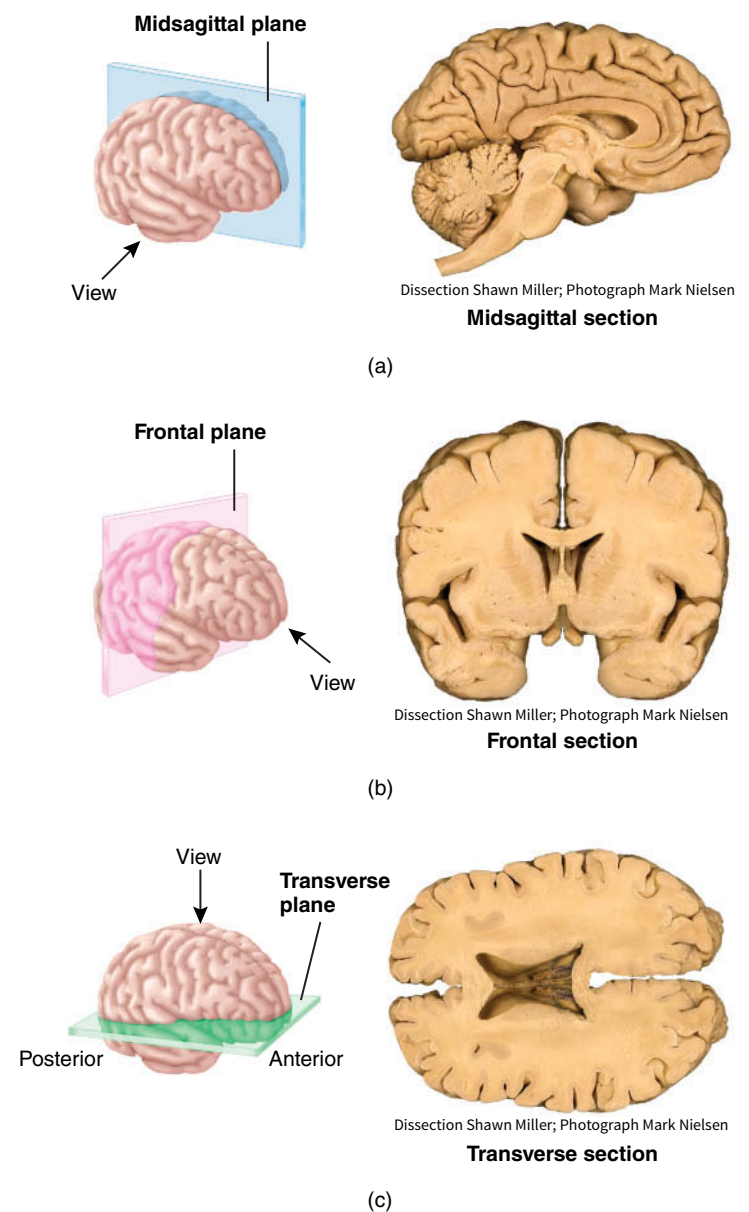 Midsagittal plane
View
Dissection Shawn Miller; Photograph Mark Nielsen
Midsagittal section
(a)
Frontal plane
View
Dissection Shawn Miller; Photograph Mark Nielsen
Frontal section
(b)
View
Transverse
plane
Posterior
Anterior
Dissection Shawn Miller; Photograph Mark Nielsen
Transverse section
(c)